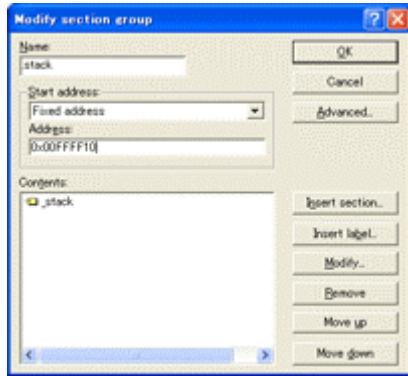 Modify section group
Name:
.stack
OK
Cancel
Advanced..
Start address:
Fixed address
Address:
0x00FFFF10
Contents:
_stack
Insert section..
Insert label..
Modify...
Remove
Move up
Move down